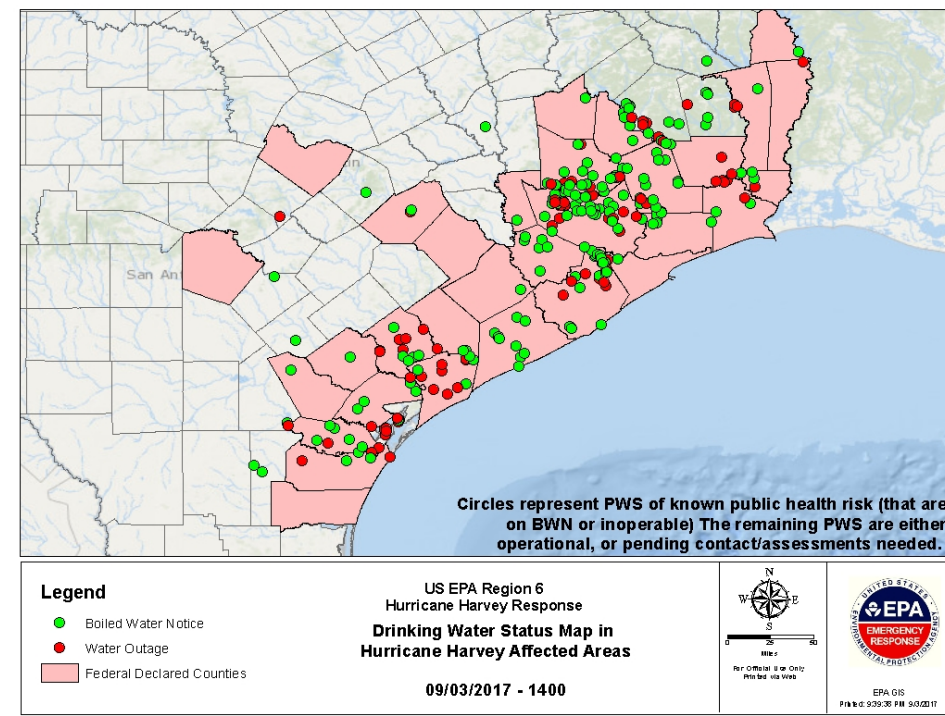 in
San Ant
Circles represent PWS of known public health risk (that are
on BWN or inoperable) The remaining PWS are either
operational, or pending contact/assessments needed.
Legend
Boiled Water Notice
Water Outage
Federal Declared Counties
US EPA Region 6
Hurricane Harvey Response
Drinking Water Status Map in
Hurricane Harvey Affected Areas
09/03/2017 - 1400
N
W E
S
0 25 50
Miles
For Official Use Only
Printed via Web
UNITED STATES
EPA
EMERGENCY
RESPONSE
ENVIRONMENTAL PROTECTION AGENCY
EPA GIS
Printed: 9:39:38 PM 9/3/2017